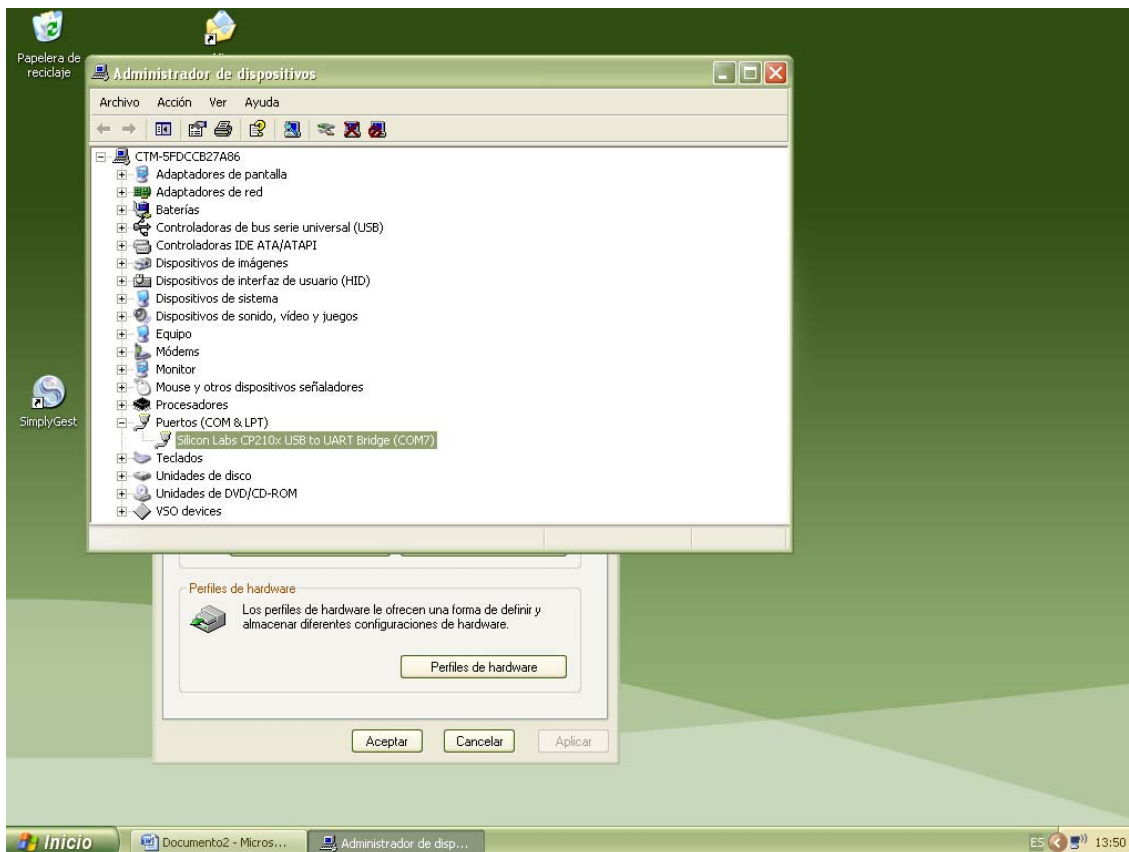 Papelera de
reciclaje
Administrador de dispositivos
Archivo Acción Ver Ayuda
CTM-5FDCCB27A86
Adaptadores de pantalla
Adaptadores de red
Baterías
Controladoras de bus serie universal (USB)
Controladoras IDE ATA/ATAPI
Dispositivos de imágenes
Dispositivos de interfaz de usuario (HID)
Dispositivos de sistema
Dispositivos de sonido, vídeo y juegos
Equipo
Módems
Monitor
Mouse y otros dispositivos señaladores
Procesadores
Puertos (COM & LPT)
Silicon Labs CP210x USB to UART Bridge (COM7)
Teclados
Unidades de disco
Unidades de DVD/CD-ROM
VSO devices
SimplyGest
Perfiles de hardware
Los perfiles de hardware le ofrecen una forma de definir y
almacenar diferentes configuraciones de hardware.
Perfiles de hardware
Aceptar Cancelar Aplicar
Inicio Documento2 - Micros... Administrador de disp... ES 13:50